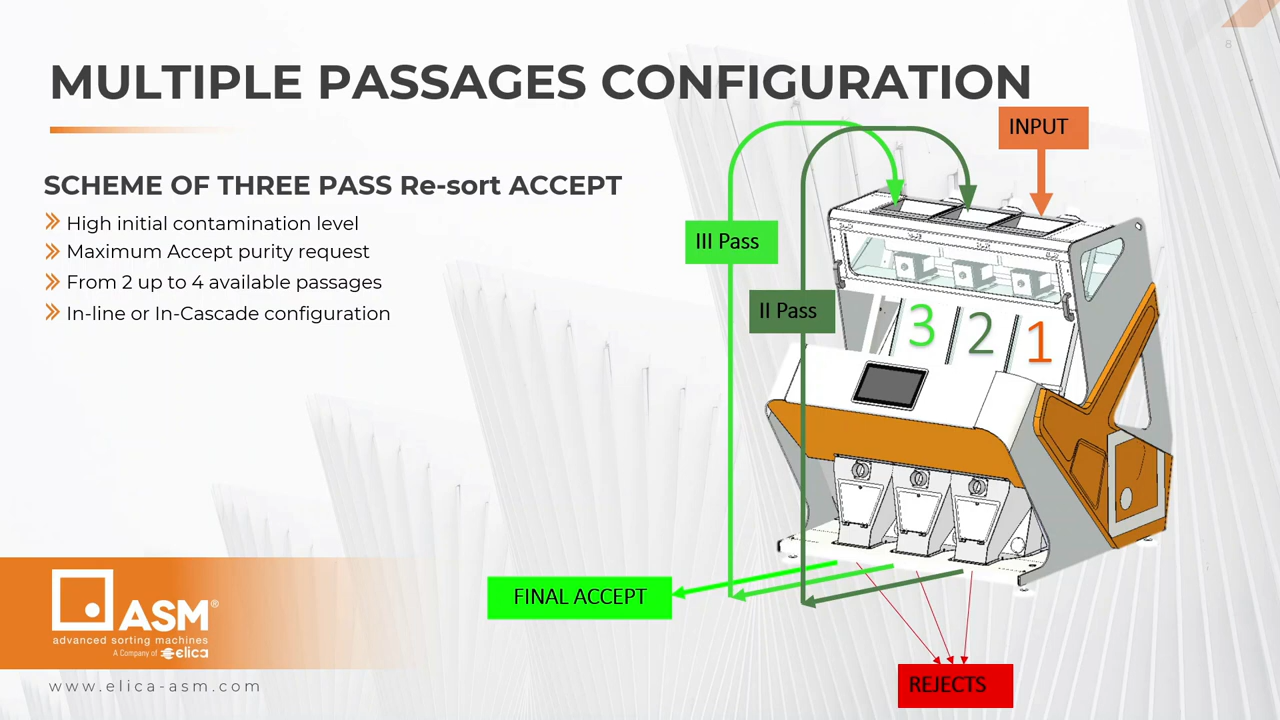 8
MULTIPLE PASSAGES CONFIGURATION
INPUT
SCHEME OF THREE PASS Re-sort ACCEPT
High initial contamination level
Maximum Accept purity request
From 2 up to 4 available passages
In-line or In-Cascade configuration
III Pass
II Pass
3 2 1
FINAL ACCEPT
REJECTS
ASM®
advanced sorting machines
A Company of elica
www.elica-asm.com